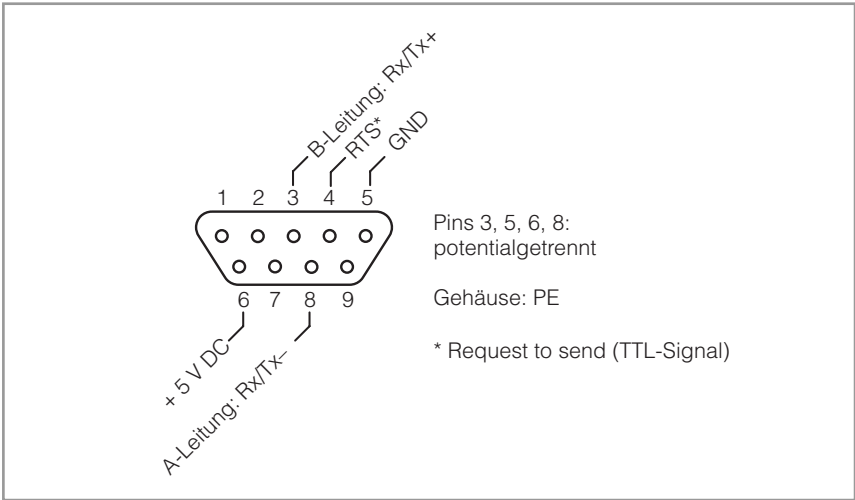 B-Leitung: Rx/Tx+
RTS*
GND
1 2 3 4 5
Pins 3, 5, 6, 8:
potentialgetrennt
6 7 8 9
Gehäuse: PE
+ 5 V DC
* Request to send (TTL-Signal)
A-Leitung: Rx/Tx–